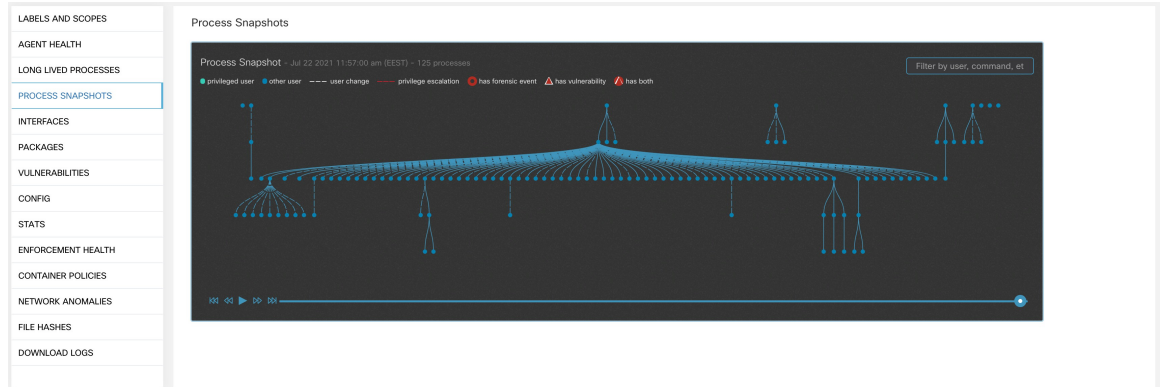 LABELS AND SCOPES
AGENT HEALTH
LONG LIVED PROCESSES
PROCESS SNAPSHOTS
INTERFACES
PACKAGES
VULNERABILITIES
CONFIG
STATS
ENFORCEMENT HEALTH
CONTAINER POLICIES
NETWORK ANOMALIES
FILE HASHES
DOWNLOAD LOGS
Process Snapshots
Process Snapshot - Jul 22 2021 11:57:00 am (EEST) - 125 processes
Filter by user, command, et
privileged user other user user change privilege escalation has forensic event has vulnerability has both